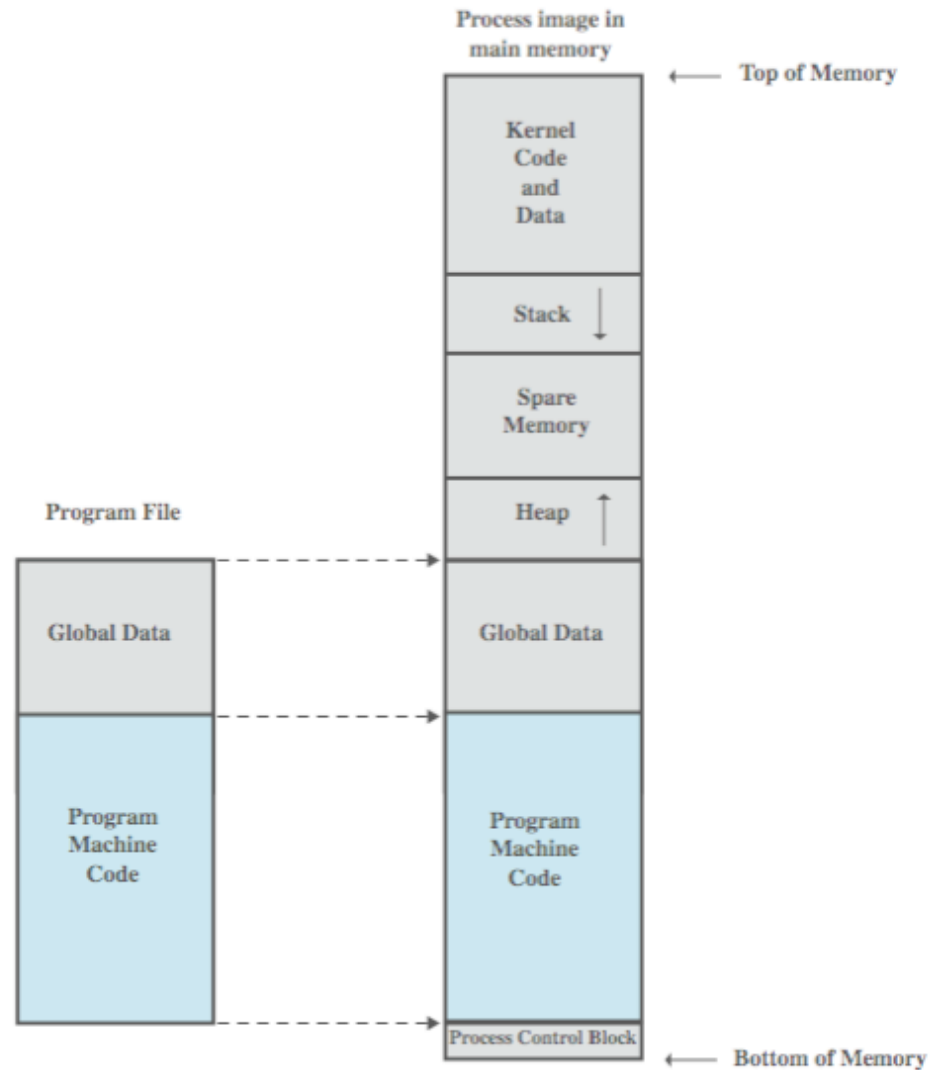 Process image in
main memory
Top of Memory
Kernel
Code
and
Data
Stack
Spare
Memory
Heap
Program File
Global Data
Global Data
Program
Machine
Code
Program
Machine
Code
Process Control Block
Bottom of Memory